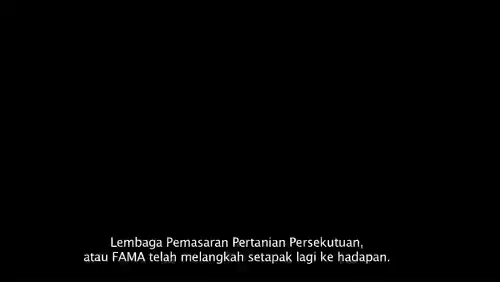 Lembaga Pemasaran Pertanian Persekutuan,
atau FAMA telah melangkah setapak lagi ke hadapan.